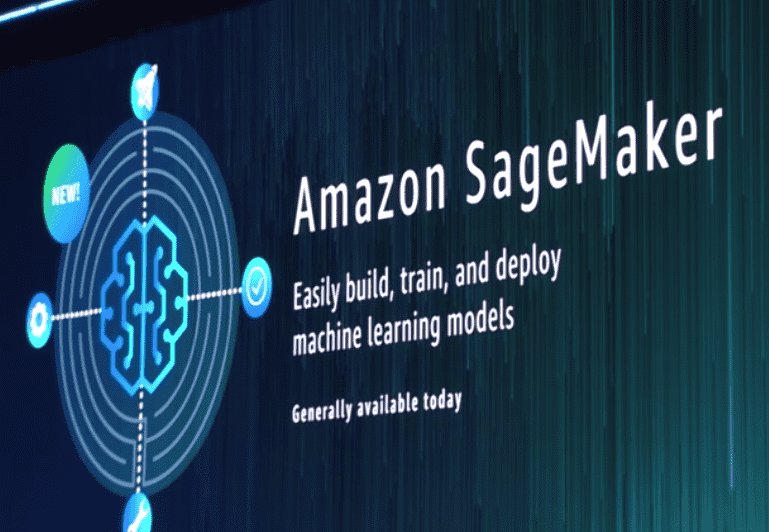 NEW!
Amazon SageMaker
Easily build, train, and deploy
machine learning models
Generally available today